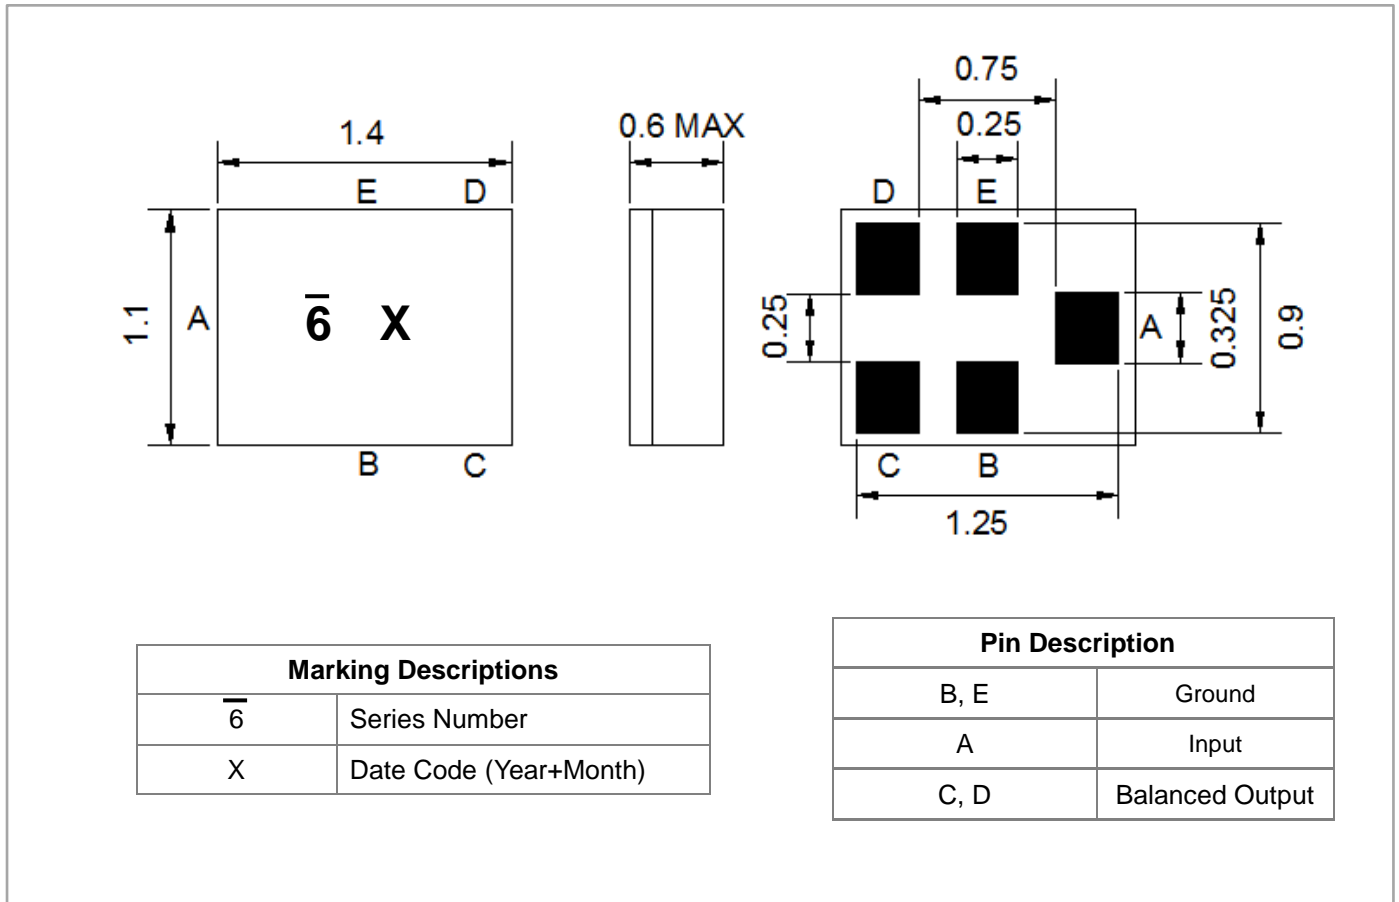 0.75
1.4
0.6 MAX
0.25
E D
D E
1.1
A
6̅ X
0.25
A
0.325
0.9
B C
C B
1.25
Marking Descriptions
6̅ Series Number
X Date Code (Year+Month)
Pin Description
B, E Ground
A Input
C, D Balanced Output